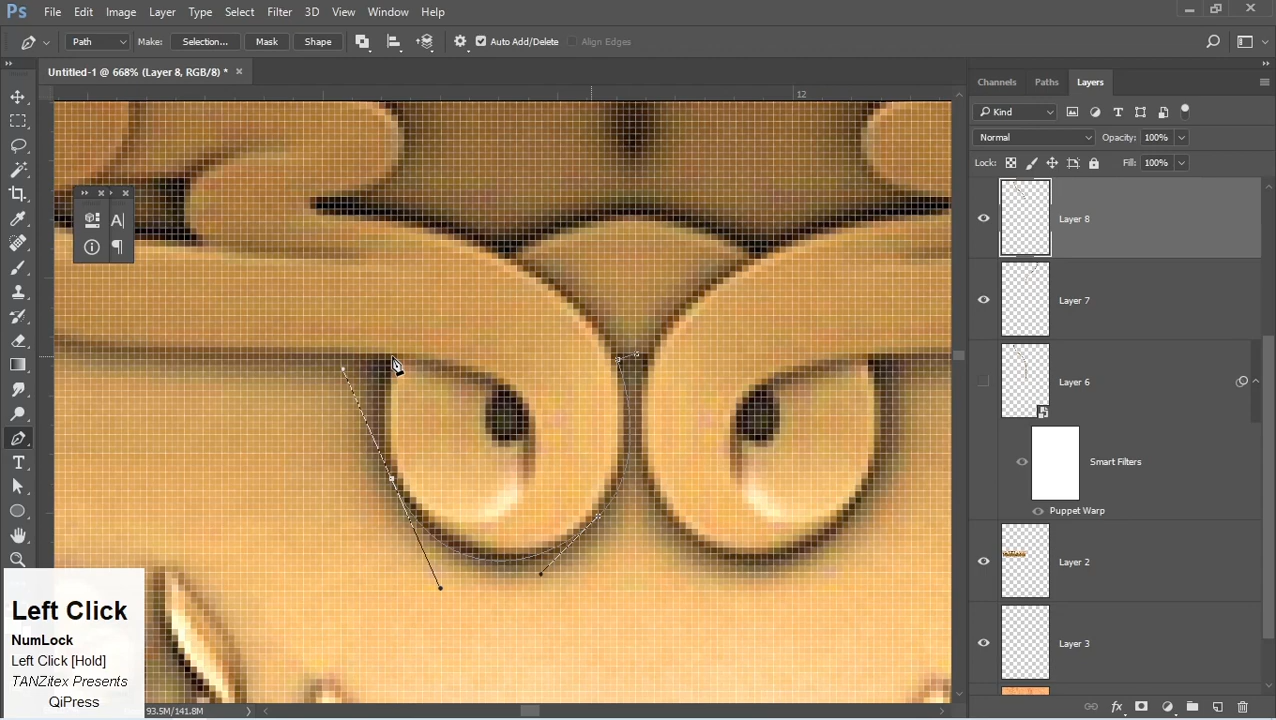 Ps File Edit Image Layer Type Select Filter 3D View Window Help
Path Make: Selection... Mask Shape Auto Add/Delete Align Edges
Untitled-1 @ 668% (Layer 8, RGB/8) * ×
Channels Paths Layers
Kind
Normal Opacity: 100%
Lock: Fill: 100%
12
A
Layer 8
Layer 7
Layer 6
Smart Filters
Puppet Warp
Layer 2
Layer 3
Left Click
NumLock
Left Click [Hold]
TANZitex Presents
QiPress
93.5M/141.8M
fx